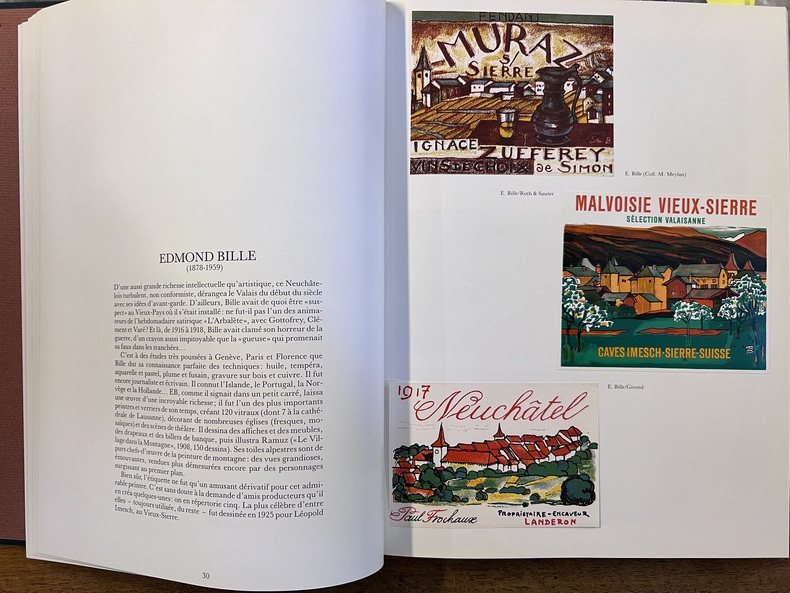 EDMOND BILLE
(1878-1959)
D'une aussi grande richesse intellectuelle qu'artistique, ce Neuchâte-
lois turbulent, non conformiste, dérangea le Valais du début du siècle
avec ses idées d'avant-garde. D'ailleurs, Bille avait de quoi être «sus-
pect» au Vieux-Pays où il s'était installé: ne fut-il pas l'un des anima-
teurs de l'hebdomadaire satirique «L'Arbalète», avec Gottofrey, Clé-
ment et Varé? Et là, de 1916 à 1918, Bille avait clamé son horreur de la
guerre, d'un crayon aussi impitoyable que la «gueuse» qui promenait
sa faux dans les tranchées...
C'est à des études très poussées à Genève, Paris et Florence que
Bille dut sa connaissance parfaite des techniques: huile, tempéra,
aquarelle et pastel, plume et fusain, gravure sur bois et cuivre. Il fut
encore journaliste et écrivain. Il connut l'Islande, le Portugal, la Nor-
vège et la Hollande... EB, comme il signait dans un petit carré, laissa
une œuvre d'une incroyable richesse; il fut l'un des plus importants
peintres et verriers de son temps, créant 120 vitraux (dont 7 à la cathé-
drale de Lausanne), décorant de nombreuses églises (fresques, mo-
saïques) et des scènes de théâtre. Il dessina des affiches et des meubles,
des drapeaux et des billets de banque, puis illustra Ramuz («Le Vil-
lage dans la Montagne», 1908, 150 dessins). Ses toiles alpestres sont de
purs chefs-d'œuvre de la peinture de montagne: des vues grandioses,
émouvantes, rendues plus démesurées encore par des personnages
surgissant au premier plan.
Bien sûr, l'étiquette ne fut qu'un amusant dérivatif pour cet admi-
rable peintre. C'est sans doute à la demande d'amis producteurs qu'il
en créa quelques-unes: on en répertorie cinq. La plus célèbre d'entre
elles – toujours utilisée, du reste – fut dessinée en 1925 pour Léopold
Imesch, au Vieux-Sierre.
30
FENDANT
MURAZ
s/
SIERRE
IGNACE ZUFFEREY
VINS DE CHOIX de SIMON
E. Bille (Coll. M. Meylan)
E. Bille/Roth & Sauter
MALVOISIE VIEUX-SIERRE
SÉLECTION VALAISANNE
CAVES IMESCH-SIERRE-SUISSE
E. Bille/Girord
1917
Neuchâtel
Paul Frochaux
PROPRIÉTAIRE-ENCAVEUR
LANDERON